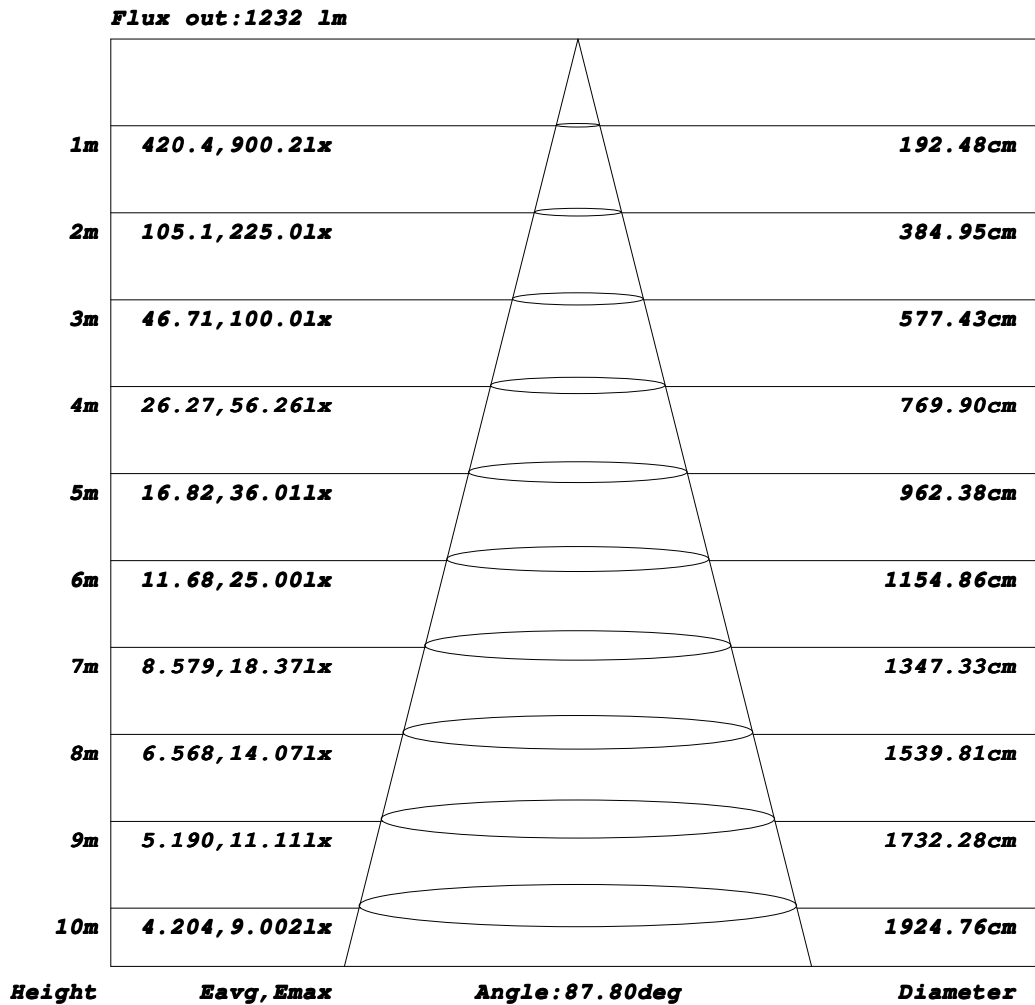 Flux out:1232 lm
1m 420.4,900.2lx 192.48cm
2m 105.1,225.0lx 384.95cm
3m 46.71,100.0lx 577.43cm
4m 26.27,56.26lx 769.90cm
5m 16.82,36.01lx 962.38cm
6m 11.68,25.00lx 1154.86cm
7m 8.579,18.37lx 1347.33cm
8m 6.568,14.07lx 1539.81cm
9m 5.190,11.11lx 1732.28cm
10m 4.204,9.002lx 1924.76cm
Height Eavg,Emax Angle:87.80deg Diameter